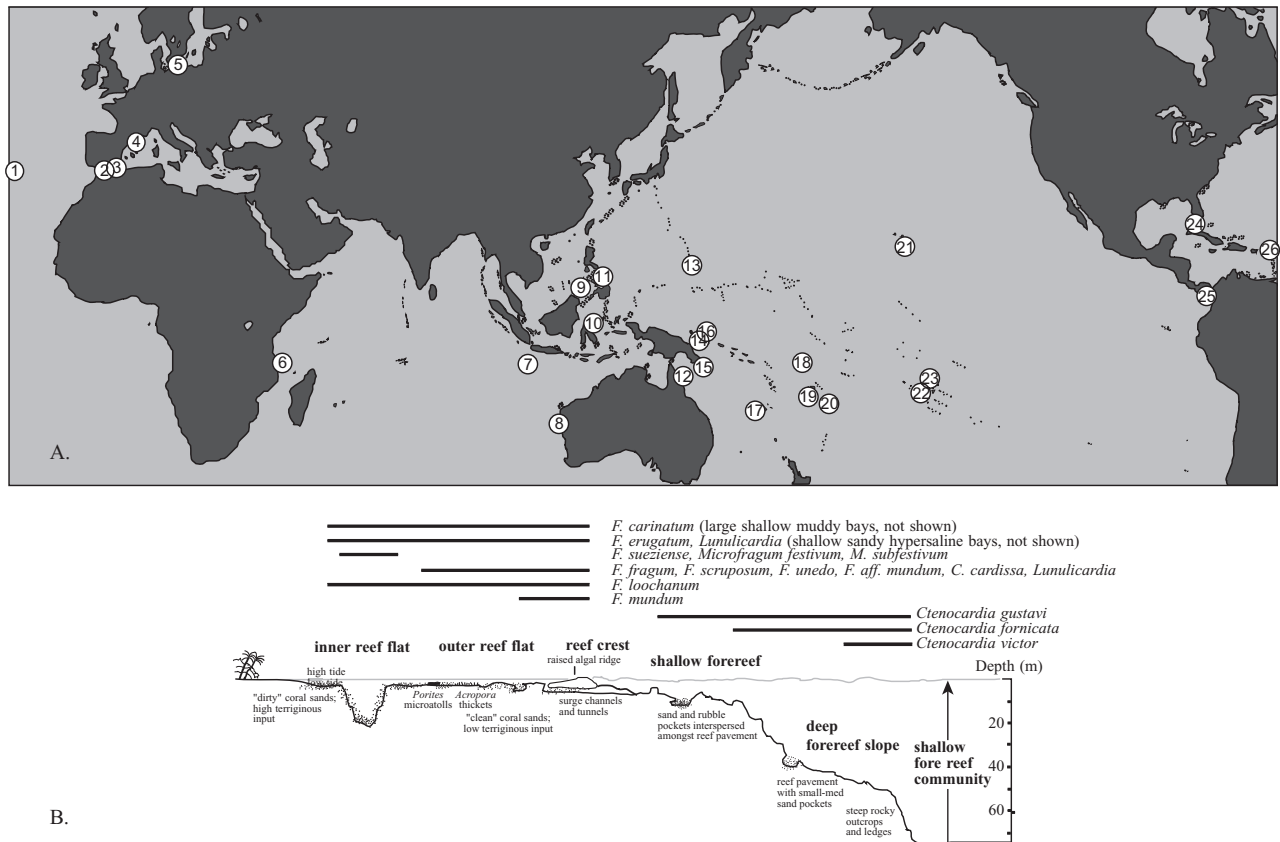 5
4
1
2
3
21
24
26
13
11
9
25
16
10
14
6
7
18
15
12
23
22
19
20
17
8
A.
F. carinatum (large shallow muddy bays, not shown)
F. erugatum, Lunulicardia (shallow sandy hypersaline bays, not shown)
F. sueziense, Microfragum festivum, M. subfestivum
F. fragum, F. scruposum, F. unedo, F. aff. mundum, C. cardissa, Lunulicardia
F. loochanum
F. mundum
Ctenocardia gustavi
Ctenocardia fornicata
Ctenocardia victor
inner reef flat
outer reef flat
reef crest
raised algal ridge
shallow forereef
Depth (m)
high tide
low tide
"dirty" coral sands;
high terriginous
input
Porites
microatolls
Acropora
thickets
"clean" coral sands;
low terriginous input
surge channels
and tunnels
sand and rubble
pockets interspersed
amongst reef pavement
deep
forereef slope
shallow
fore reef
community
20
40
60
reef pavement
with small-med
sand pockets
steep rocky
outcrops
and ledges
B.